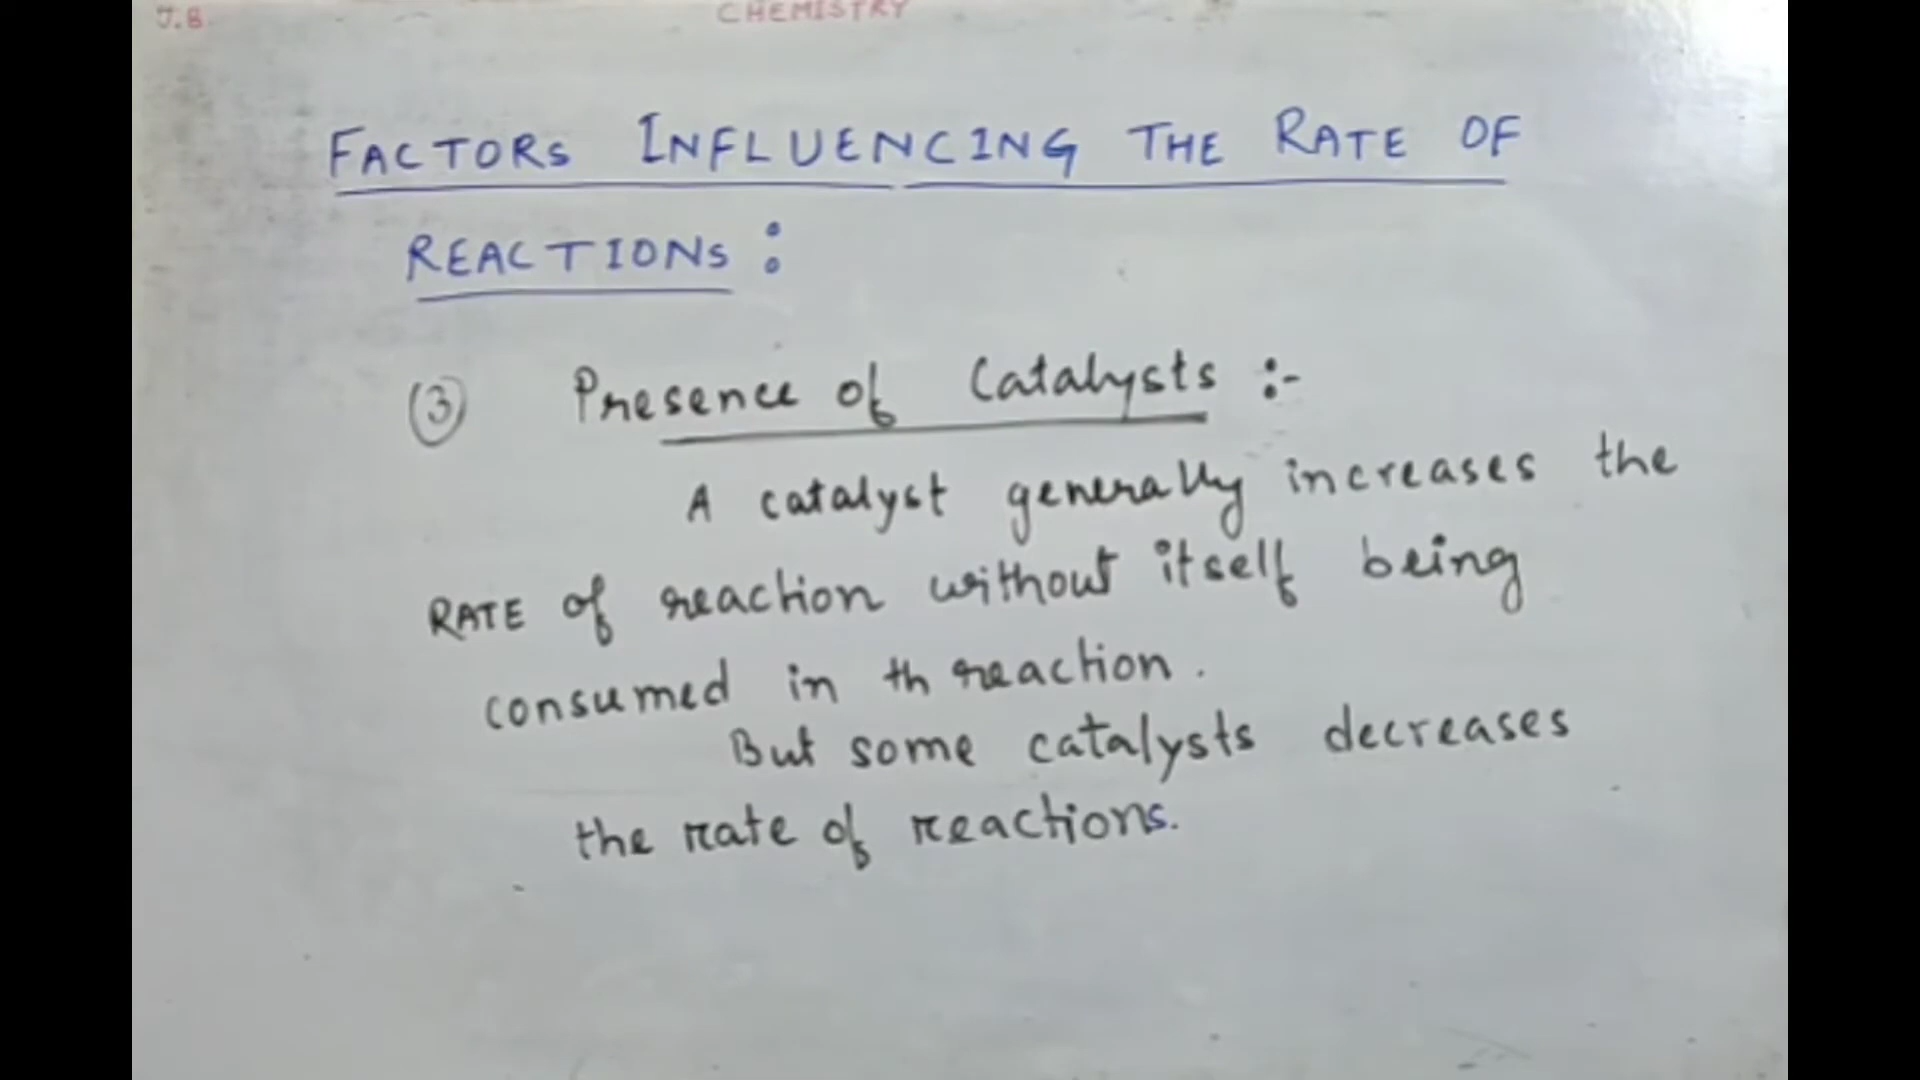 J.B.
CHEMISTRY
FACTORS INFLUENCING THE RATE OF
REACTIONS :
③ Presence of Catalysts :-
A catalyst generally increases the
RATE of reaction without itself being
consumed in th reaction.
But some catalysts decreases
the rate of reactions.